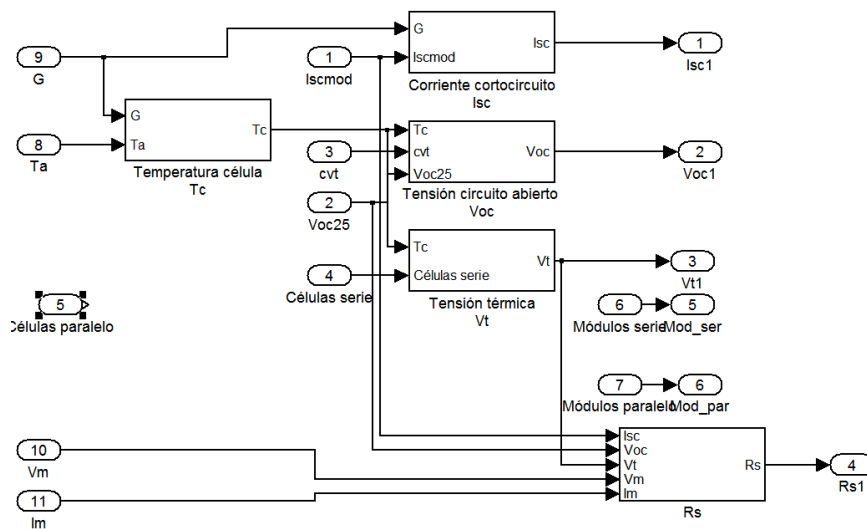 9
G
8
Ta
G
Ta
Tc
Temperatura célula
Tc
1
Iscmod
G
Iscmod
Isc
Corriente cortocircuito
Isc
1
Isc1
3
cvt
2
Voc25
Tc
cvt
Voc25
Voc
Tensión circuito abierto
Voc
2
Voc1
4
Células serie
Tc
Células serie
Vt
Tensión térmica
Vt
3
Vt1
5
Células paralelo
6
Módulos serie
5
Mod_ser
7
Módulos paralelo
6
Mod_par
10
Vm
11
Im
Isc
Voc
Vt
Vm
Im
Rs
Rs
4
Rs1